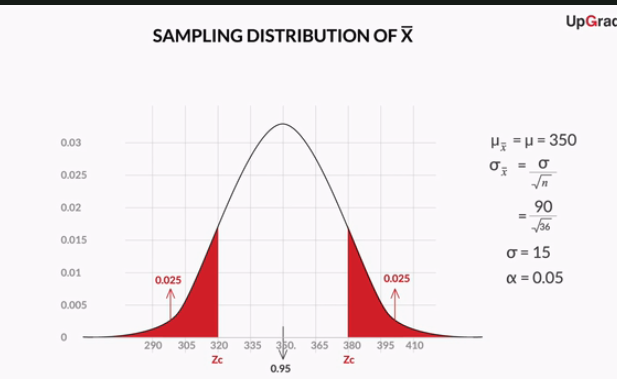 UpGrad
SAMPLING DISTRIBUTION OF X̅
0.03
0.025
0.02
0.015
0.01
0.005
0
0.025
0.025
290 305 320 335 350. 365 380 395 410
Zc Zc
0.95
μx̅ = μ = 350
σx̅ = σ/√n
= 90/√36
σ = 15
α = 0.05